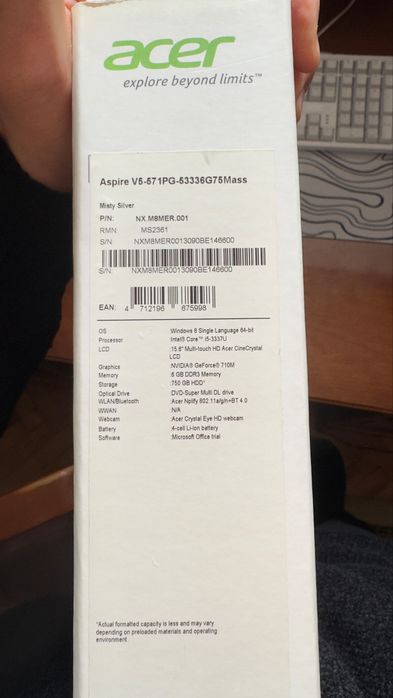 acer
explore beyond limits™
Aspire V5-571PG-53336G75Mass
Misty Silver
P/N: NX.M8MER.001
RMN: MS2361
S/N: NXM8MER0013090BE146600
S/N: NXM8MER0013090BE146600
EAN: 4 712196 675998
OS :Windows 8 Single Language 64-bit
Processor :Intel® Core™ i5-3337U
LCD :15.6" Multi-touch HD Acer CineCrystal
LCD
Graphics :NVIDIA® GeForce® 710M
Memory :6 GB DDR3 Memory
Storage :750 GB HDD*
Optical Drive :DVD-Super Multi DL drive
WLAN/Bluetooth :Acer Nplify 802.11a/g/n+BT 4.0
WWAN :N/A
Webcam :Acer Crystal Eye HD webcam
Battery :4-cell Li-Ion battery
Software :Microsoft Office trial
*Actual formatted capacity is less and may vary
depending on preloaded materials and operating
environment.